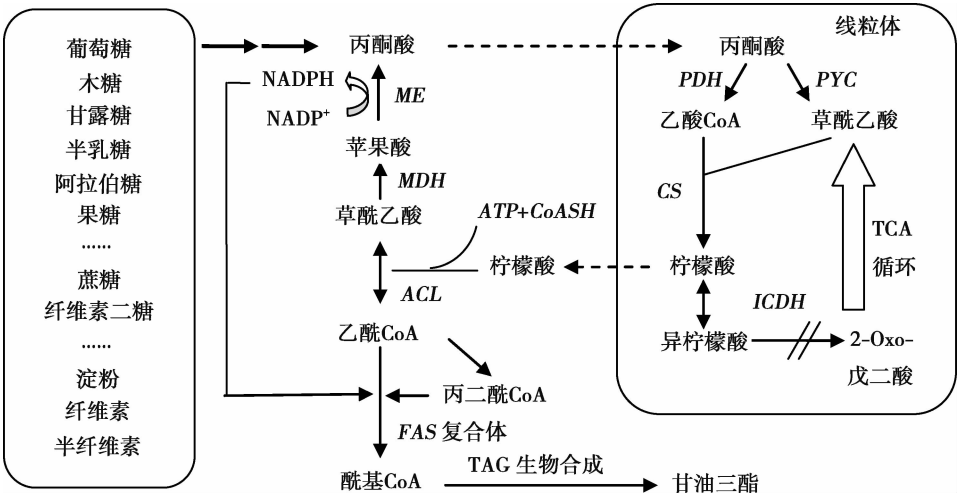 葡萄糖
木糖
甘露糖
半乳糖
阿拉伯糖
果糖
……
蔗糖
纤维素二糖
……
淀粉
纤维素
半纤维素
丙酮酸
NADPH
NADP+
ME
苹果酸
MDH
草酰乙酸
ATP+CoASH
柠檬酸
ACL
乙酰CoA
丙二酰CoA
FAS 复合体
酰基CoA
TAG 生物合成
甘油三酯
线粒体
丙酮酸
PDH
PYC
乙酸CoA
草酰乙酸
CS
TCA
循环
柠檬酸
ICDH
异柠檬酸
2-Oxo-
戊二酸